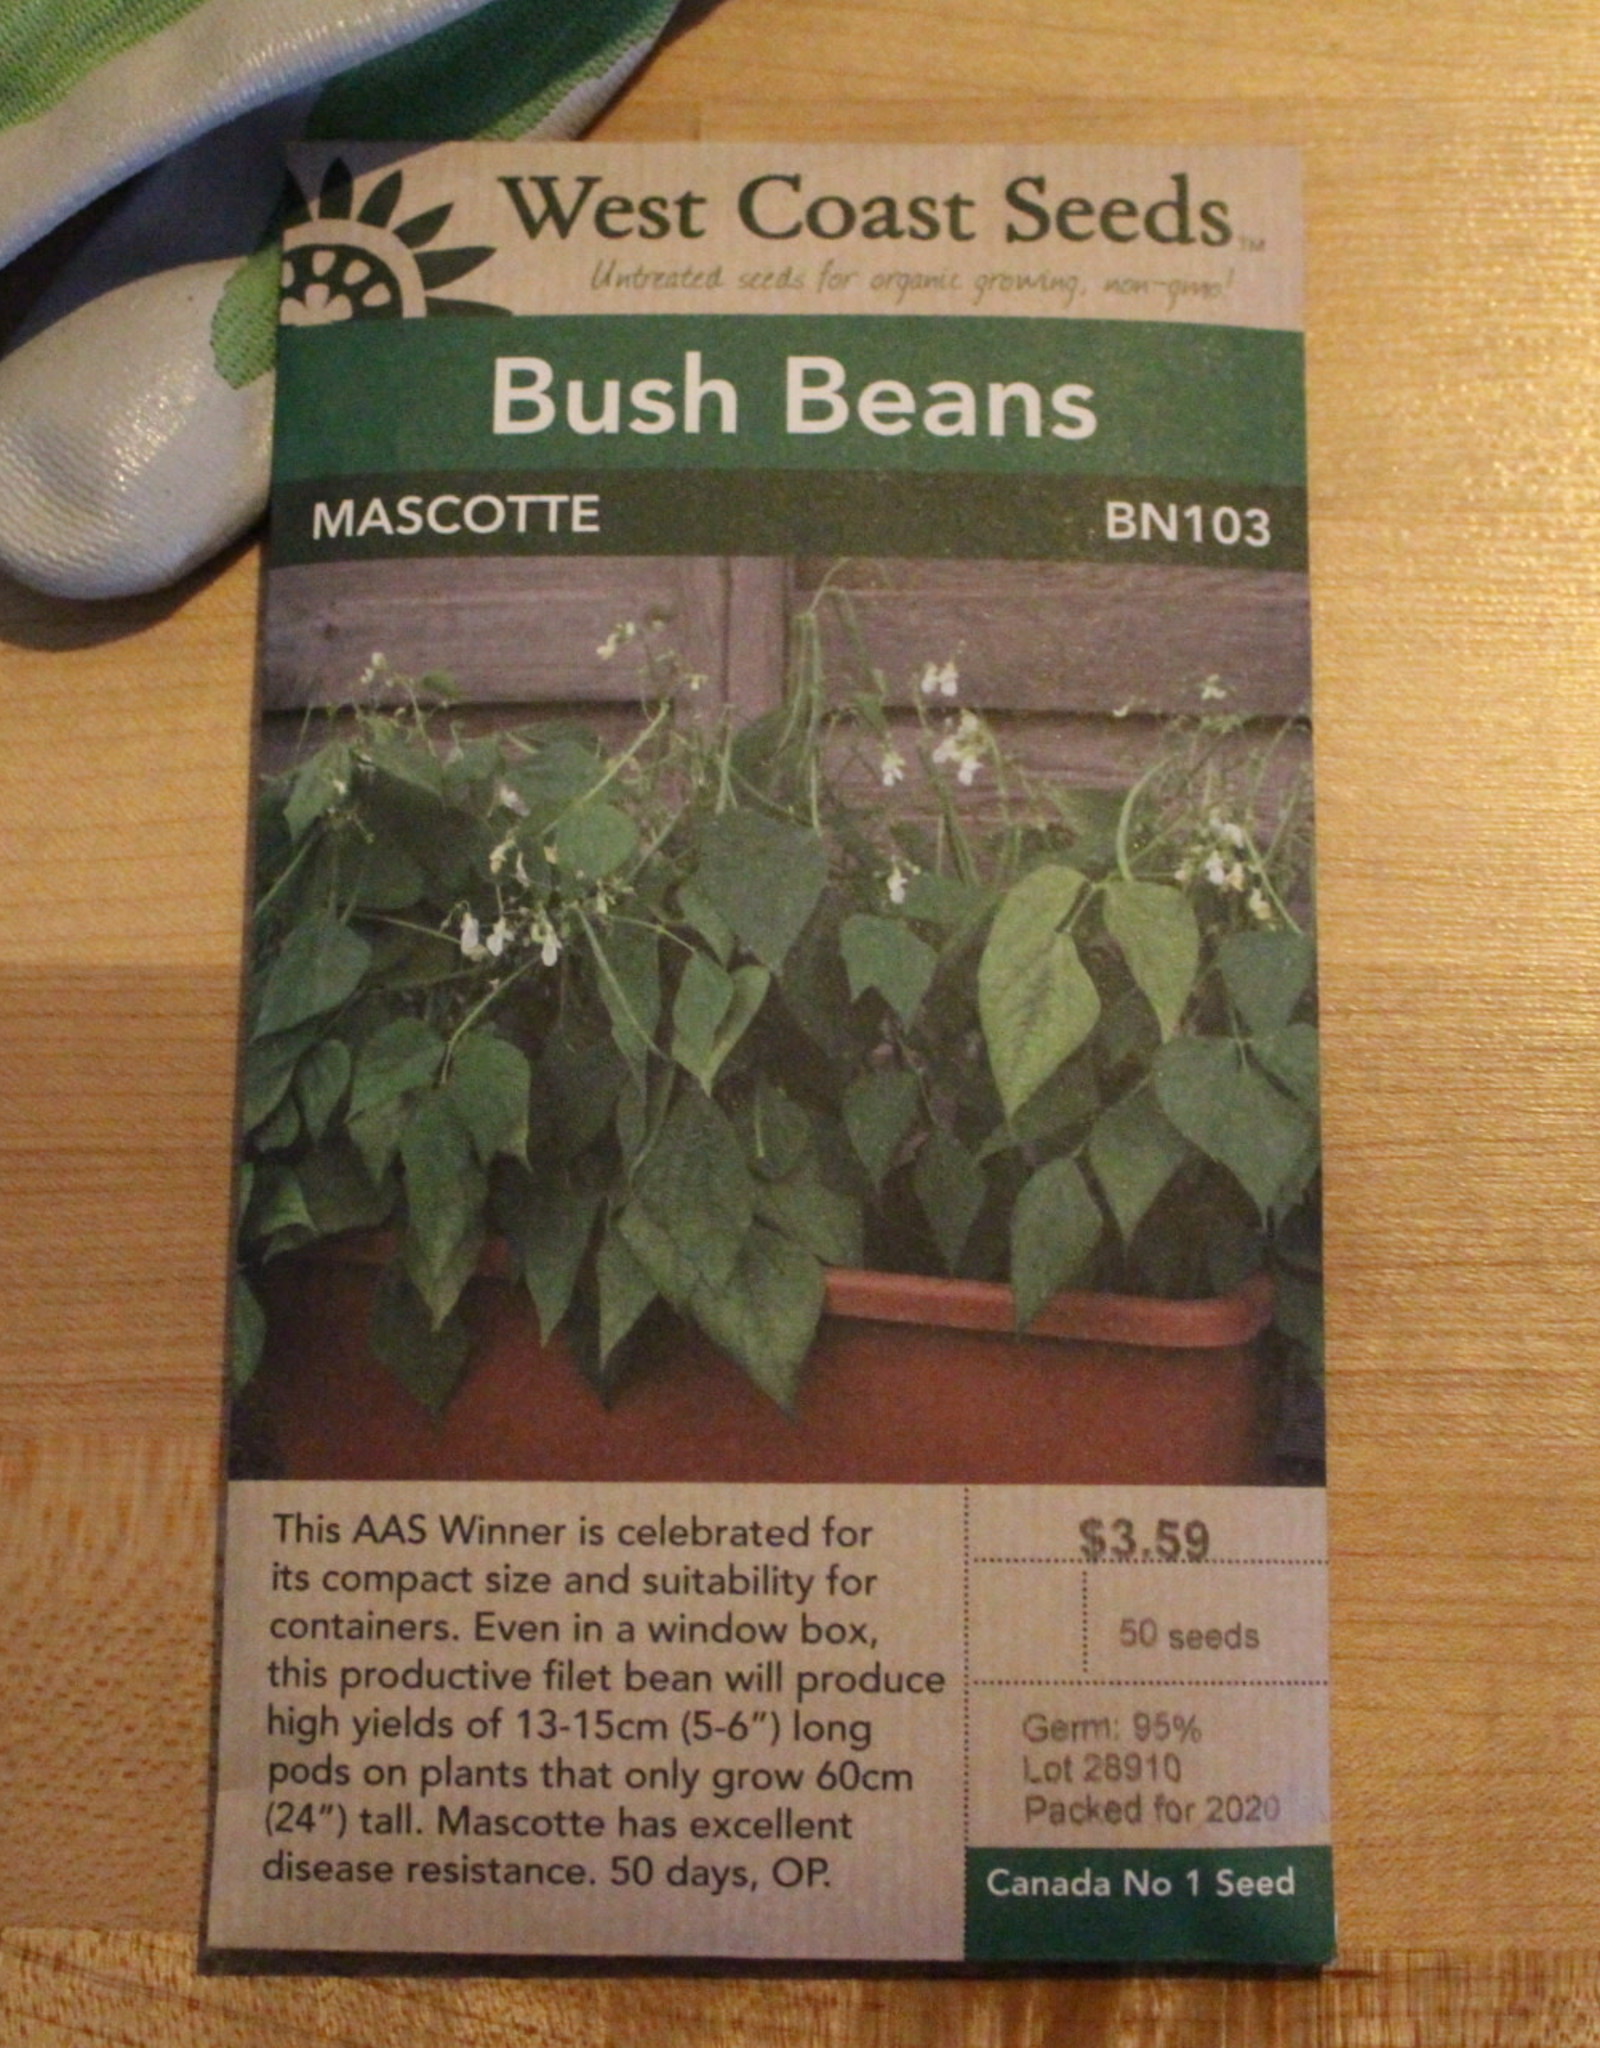 West Coast Seeds™
Untreated seeds for organic growing, non-gmo!
Bush Beans
MASCOTTE BN103
This AAS Winner is celebrated for
its compact size and suitability for
containers. Even in a window box,
this productive filet bean will produce
high yields of 13-15cm (5-6") long
pods on plants that only grow 60cm
(24") tall. Mascotte has excellent
disease resistance. 50 days, OP.
$3.59
50 seeds
Germ: 95%
Lot 28910
Packed for 2020
Canada No 1 Seed